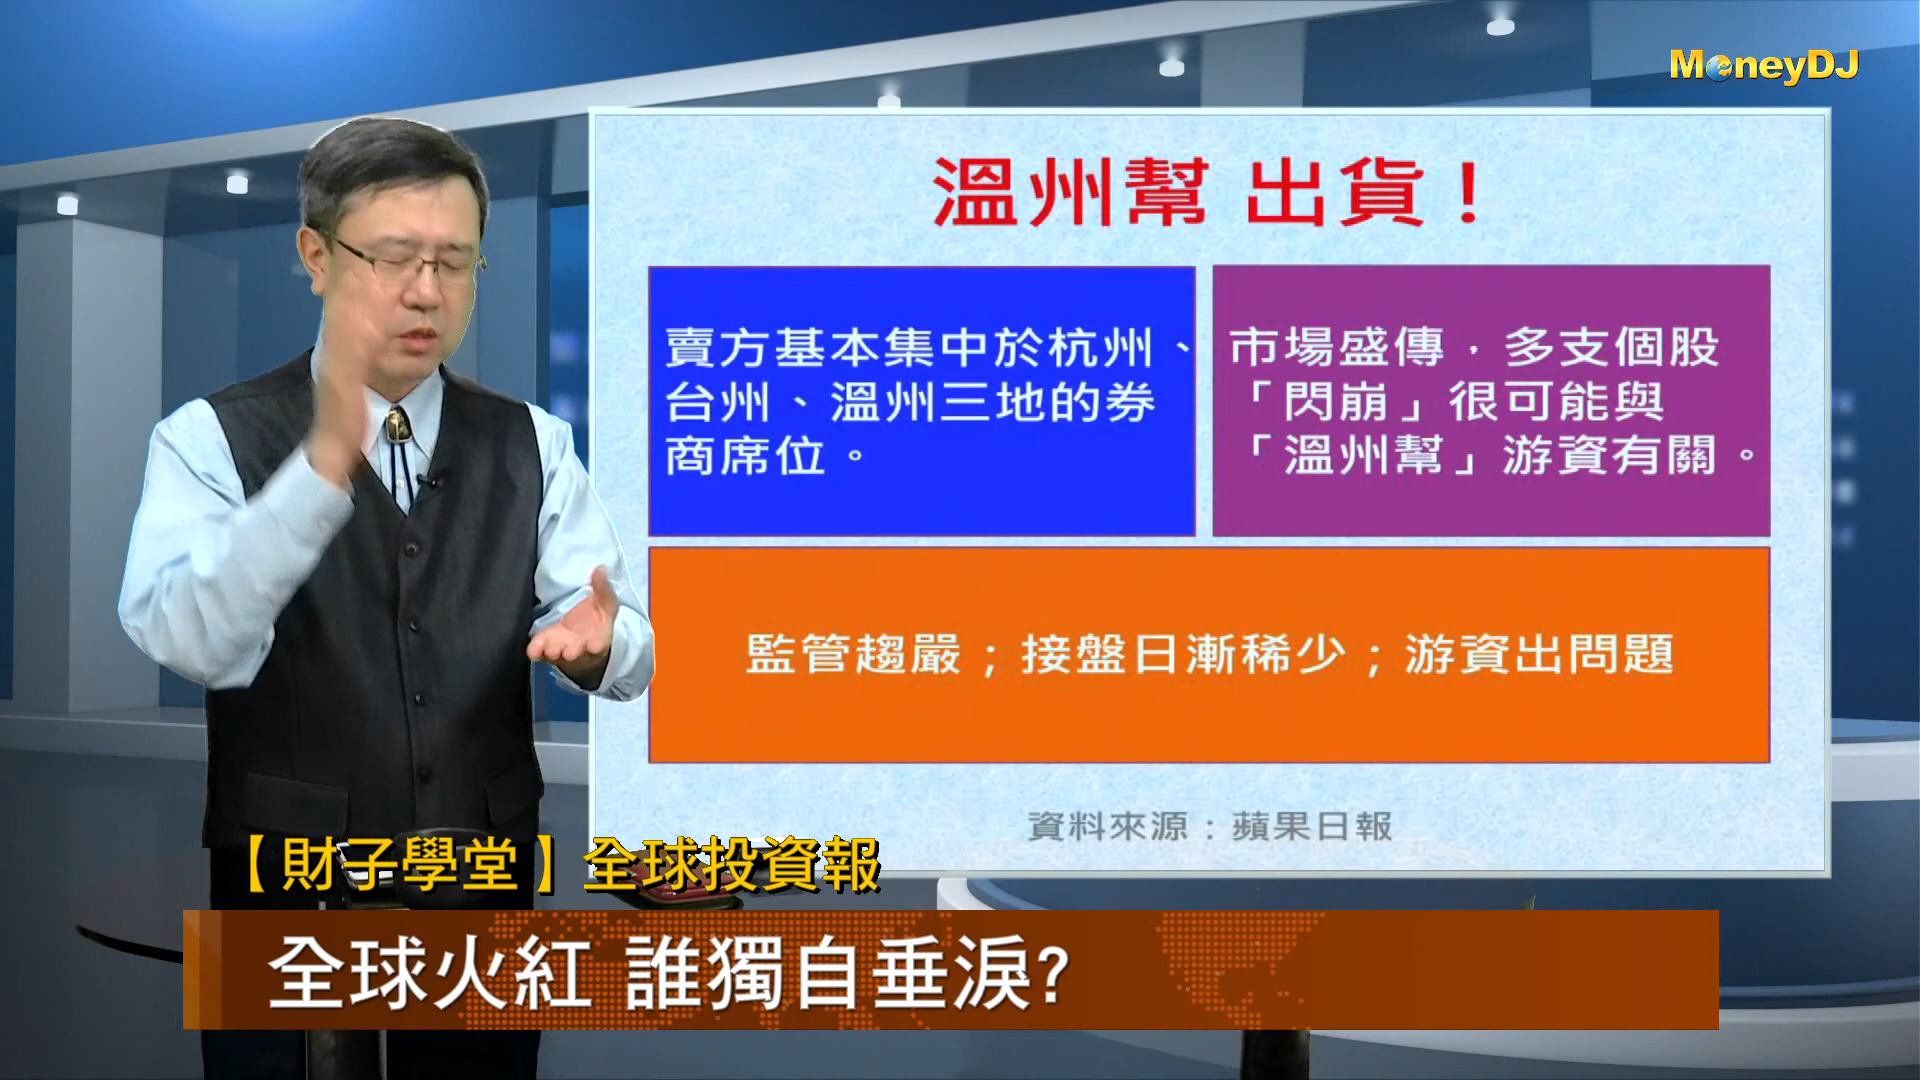 MoneyDJ
溫州幫 出貨！
賣方基本集中於杭州、
台州、溫州三地的券
商席位。
市場盛傳，多支個股
「閃崩」很可能與
「溫州幫」游資有關。
監管趨嚴；接盤日漸稀少；游資出問題
資料來源：蘋果日報
【財子學堂】全球投資報
全球火紅 誰獨自垂淚?